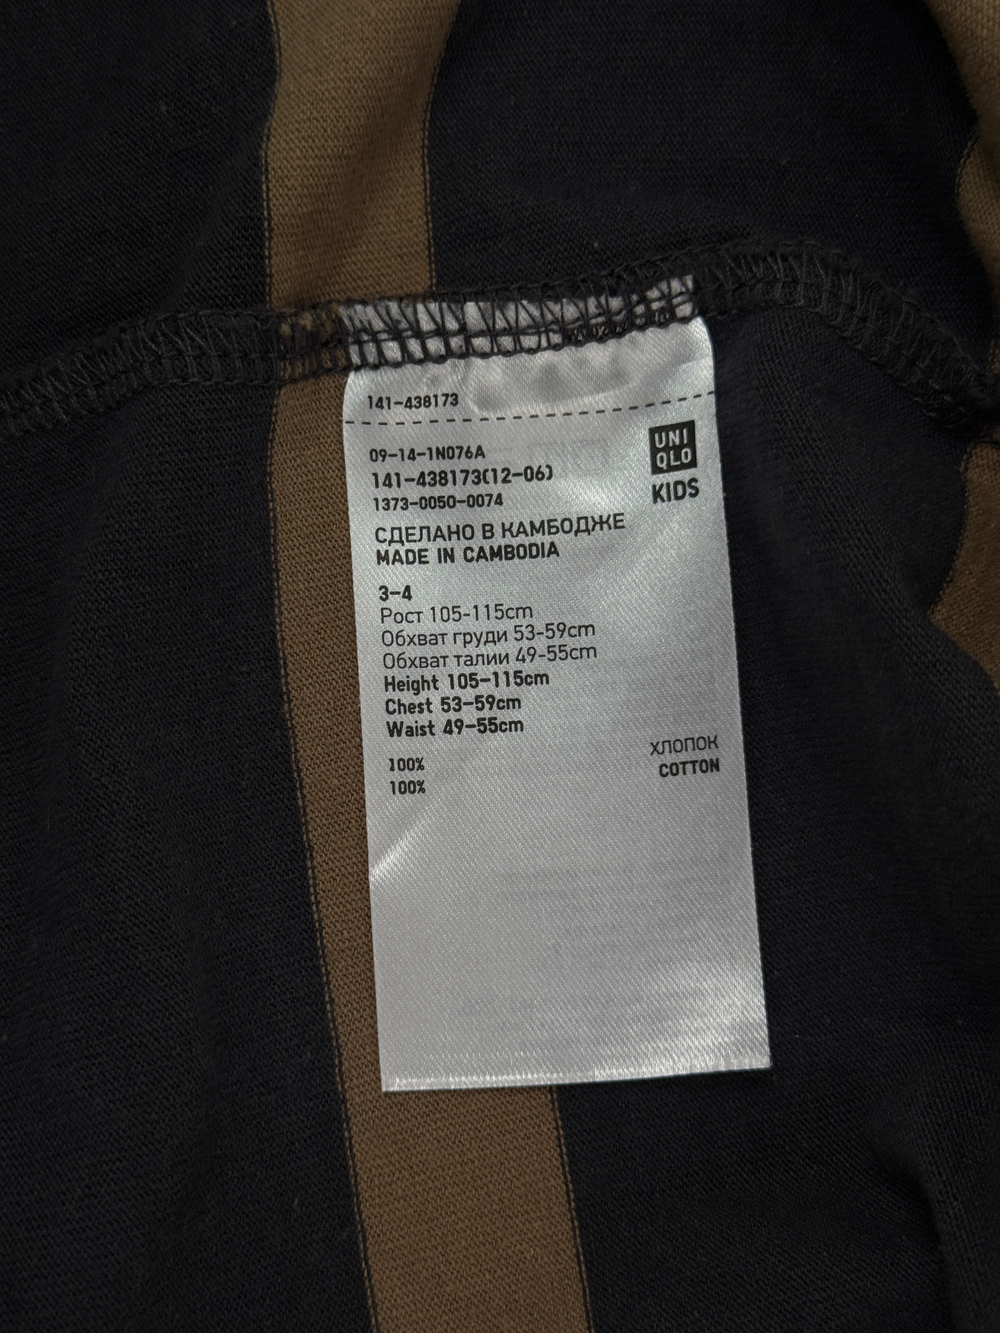 141-438173
09-14-1N076A
141-438173(12-06)
1373-0050-0074
UNI
QLO
KIDS
СДЕЛАНО В КАМБОДЖЕ
MADE IN CAMBODIA
3-4
Рост 105-115cm
Обхват груди 53-59cm
Обхват талии 49-55cm
Height 105-115cm
Chest 53-59cm
Waist 49-55cm
100% ХЛОПОК
100% COTTON